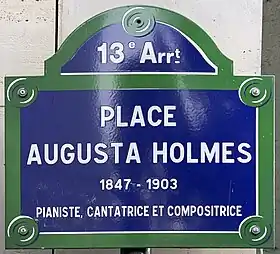 13e Arrt
PLACE
AUGUSTA HOLMES
1847 - 1903
PIANISTE, CANTATRICE ET COMPOSITRICE